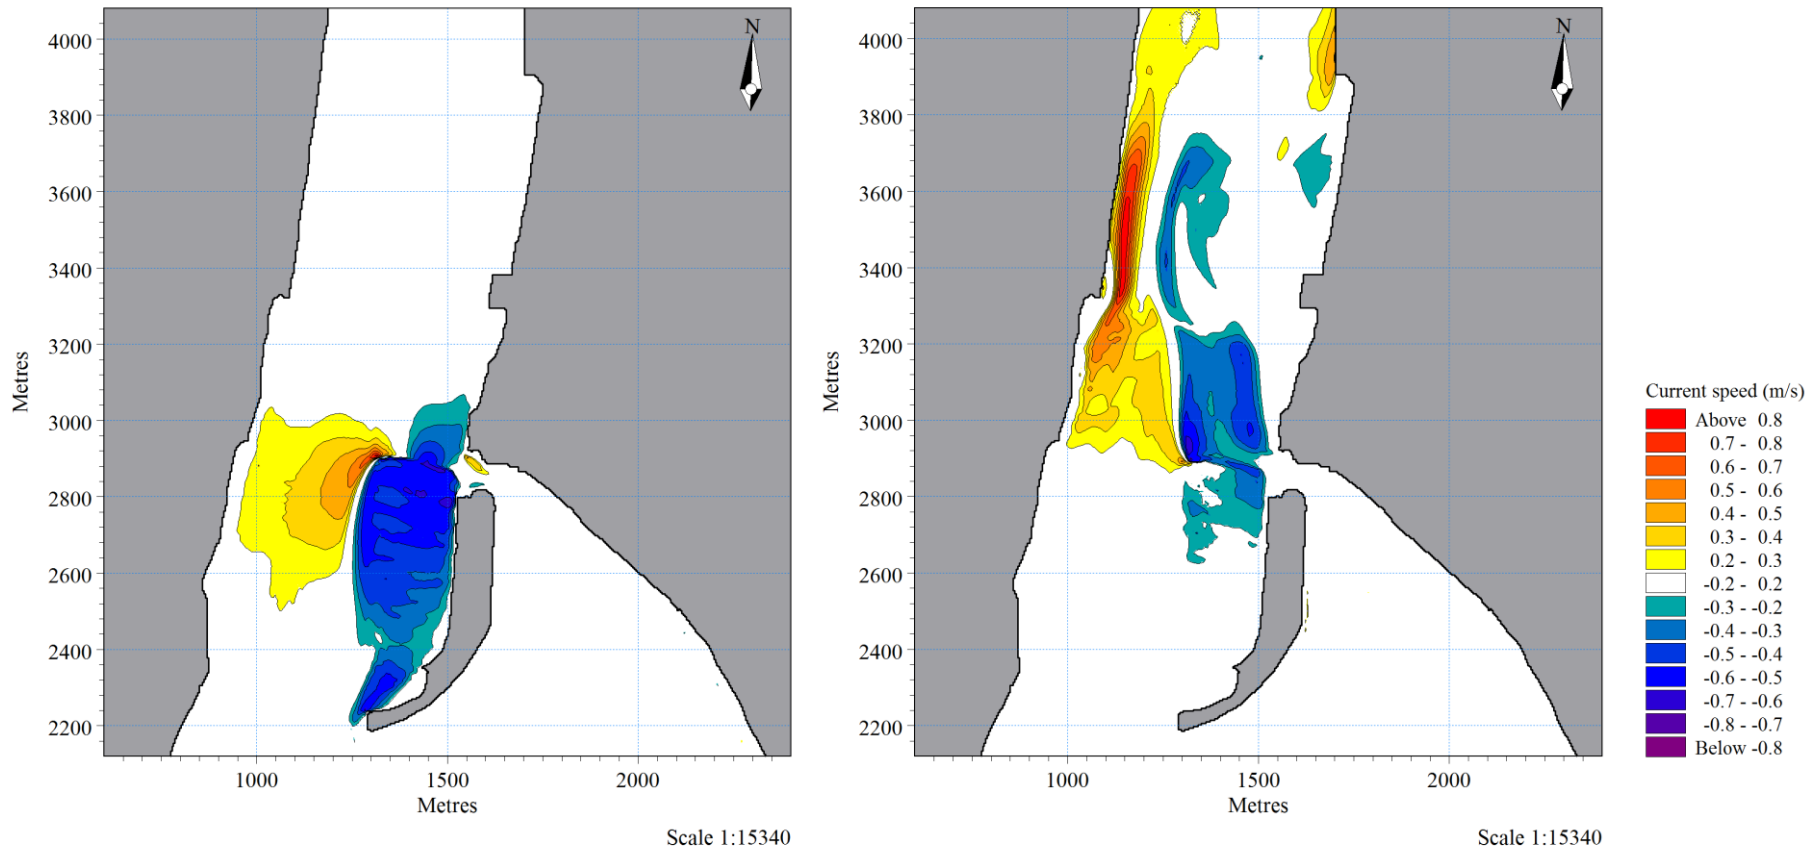 N
4000
3800
3600
3400
3200
3000
2800
2600
2400
2200
Metres
1000 1500 2000
Metres
Scale 1:15340
N
4000
3800
3600
3400
3200
3000
2800
2600
2400
2200
Metres
1000 1500 2000
Metres
Scale 1:15340
Current speed (m/s)
Above 0.8
0.7 - 0.8
0.6 - 0.7
0.5 - 0.6
0.4 - 0.5
0.3 - 0.4
0.2 - 0.3
-0.2 - 0.2
-0.3 - -0.2
-0.4 - -0.3
-0.5 - -0.4
-0.6 - -0.5
-0.7 - -0.6
-0.8 - -0.7
Below -0.8